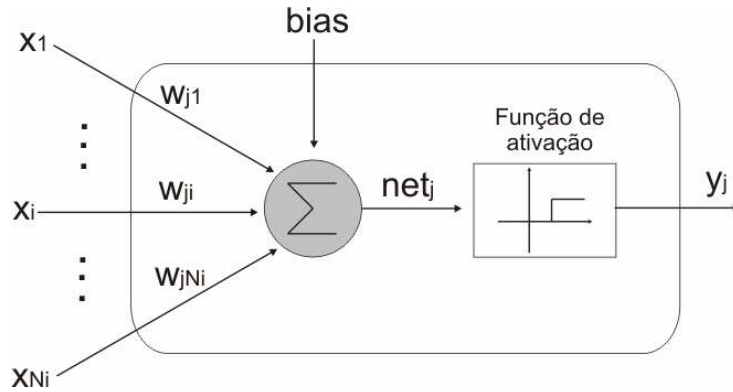 x1
bias
wj1
Função de
ativação
wji
netj
yj
xi
Σ
wjNi
xNi